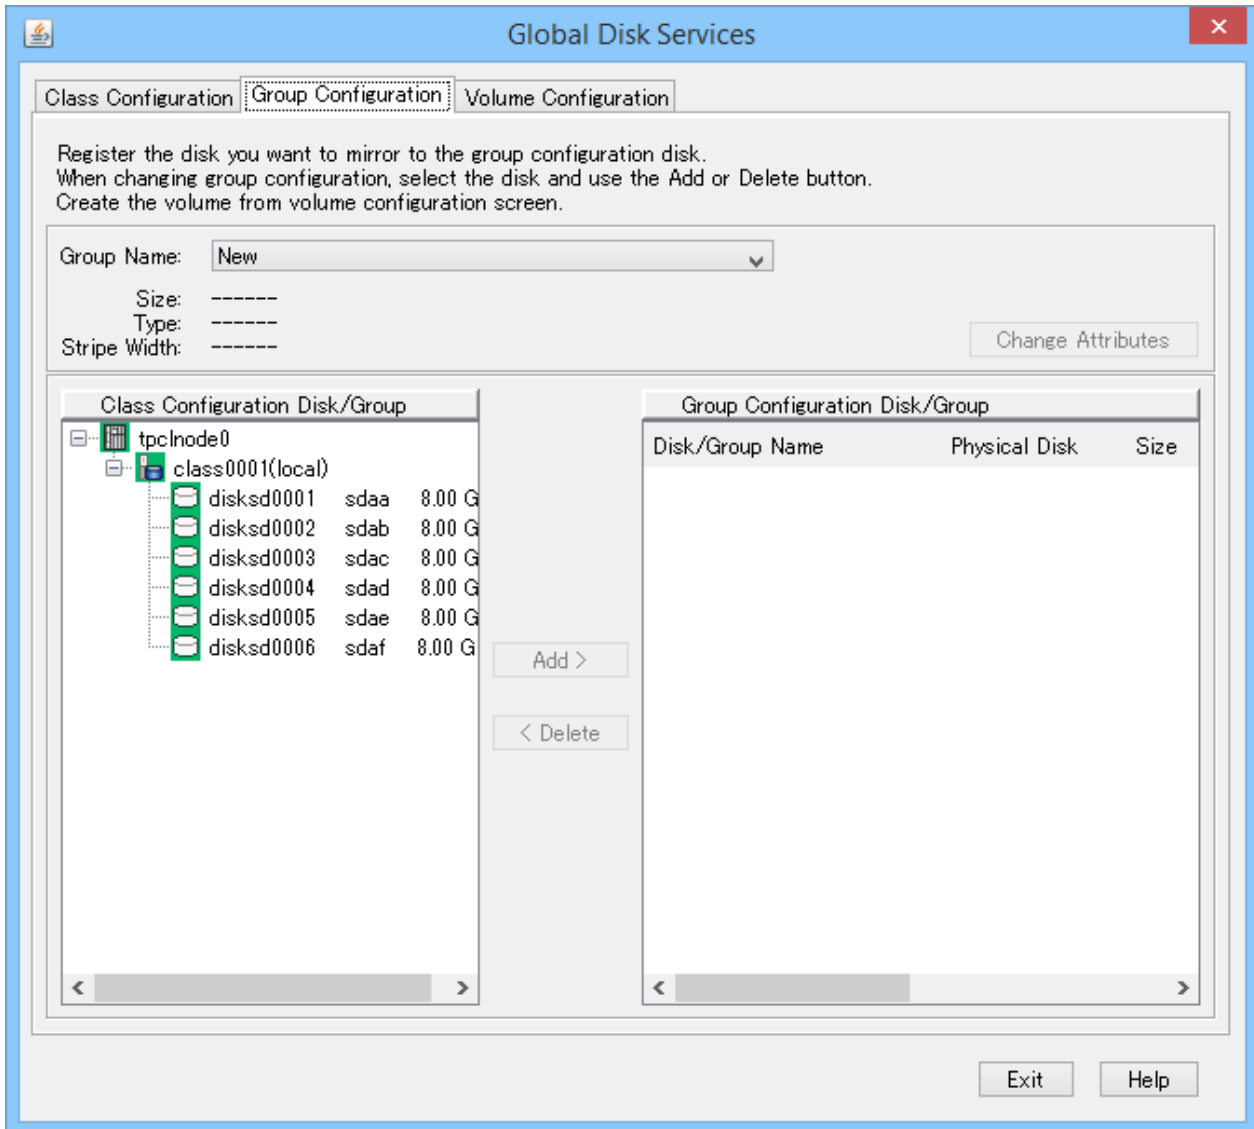 Global Disk Services
Class Configuration Group Configuration Volume Configuration
Register the disk you want to mirror to the group configuration disk.
When changing group configuration, select the disk and use the Add or Delete button.
Create the volume from volume configuration screen.
Group Name: New
Size: ------
Type: ------
Stripe Width: ------
Change Attributes
Class Configuration Disk/Group
tpclnode0
class0001(local)
disksd0001 sdaa 8.00 G
disksd0002 sdab 8.00 G
disksd0003 sdac 8.00 G
disksd0004 sdad 8.00 G
disksd0005 sdae 8.00 G
disksd0006 sdaf 8.00 G
Add >
< Delete
Group Configuration Disk/Group
Disk/Group Name Physical Disk Size
Exit Help